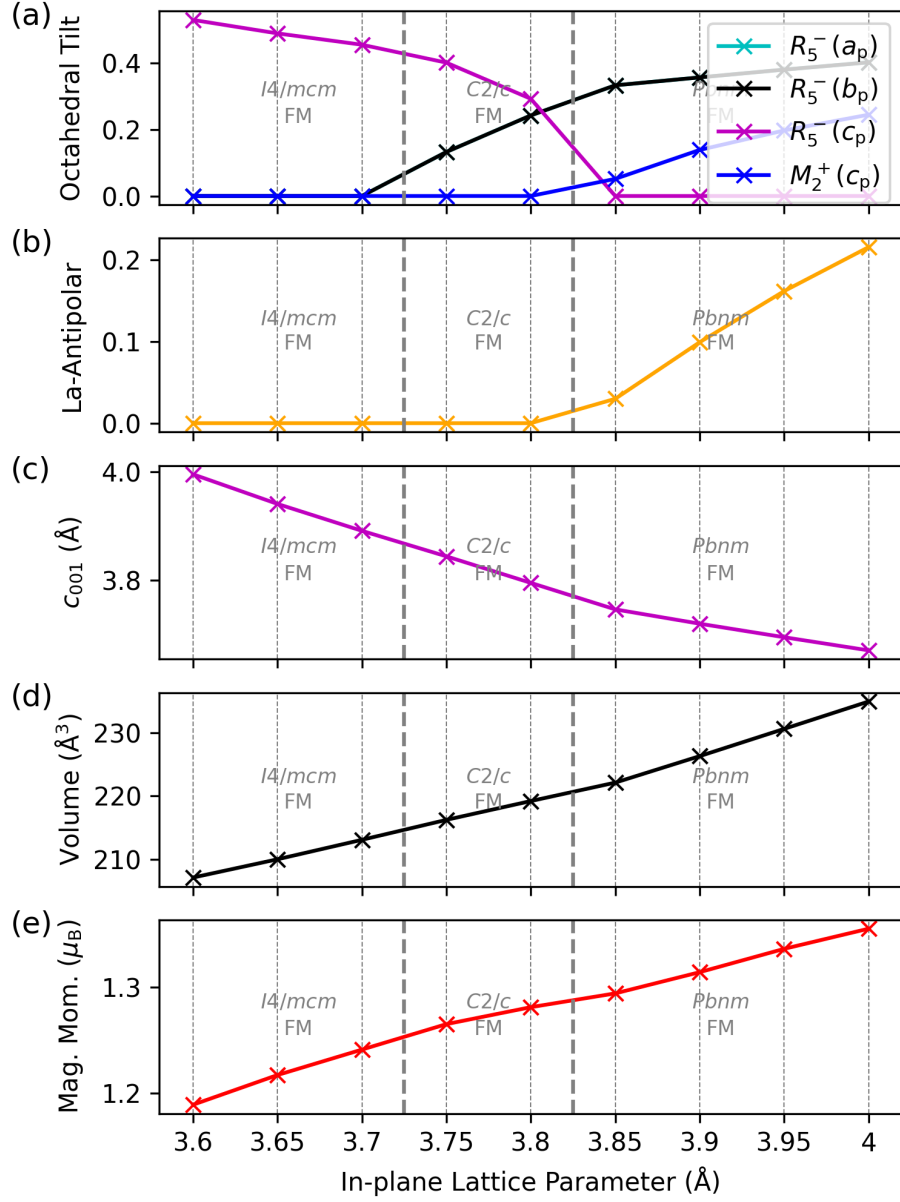 (a)
Octahedral Tilt
0.4
0.2
0.0
I4/mcm
FM
C2/c
FM
Pbnm
FM
R₅⁻(aₚ)
R₅⁻(bₚ)
R₅⁻(cₚ)
M₂⁺(cₚ)
(b)
La-Antipolar
0.2
0.1
0.0
I4/mcm
FM
C2/c
FM
Pbnm
FM
(c)
c₀₀₁ (Å)
4.0
3.8
I4/mcm
FM
C2/c
FM
Pbnm
FM
(d)
Volume (Å³)
230
220
210
I4/mcm
FM
C2/c
FM
Pbnm
FM
(e)
Mag. Mom. (μ_B)
1.3
1.2
I4/mcm
FM
C2/c
FM
Pbnm
FM
3.6 3.65 3.7 3.75 3.8 3.85 3.9 3.95 4
In-plane Lattice Parameter (Å)